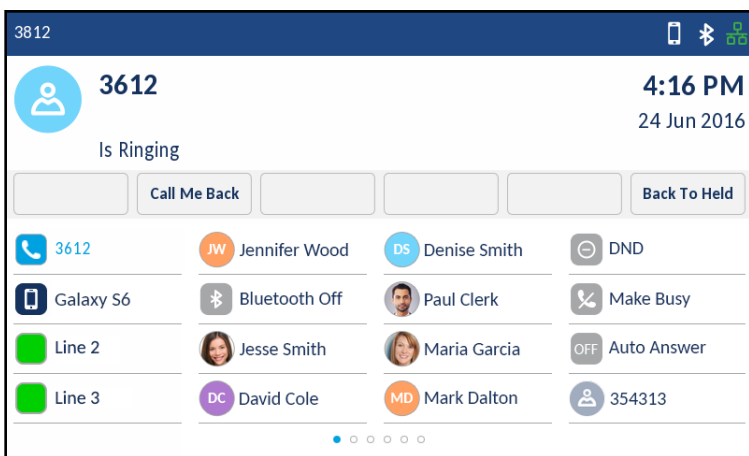 3812
3612
4:16 PM
24 Jun 2016
Is Ringing
Call Me Back
Back To Held
3612
JW Jennifer Wood
DS Denise Smith
DND
Galaxy S6
Bluetooth Off
Paul Clerk
Make Busy
Line 2
Jesse Smith
Maria Garcia
OFF Auto Answer
Line 3
DC David Cole
MD Mark Dalton
354313